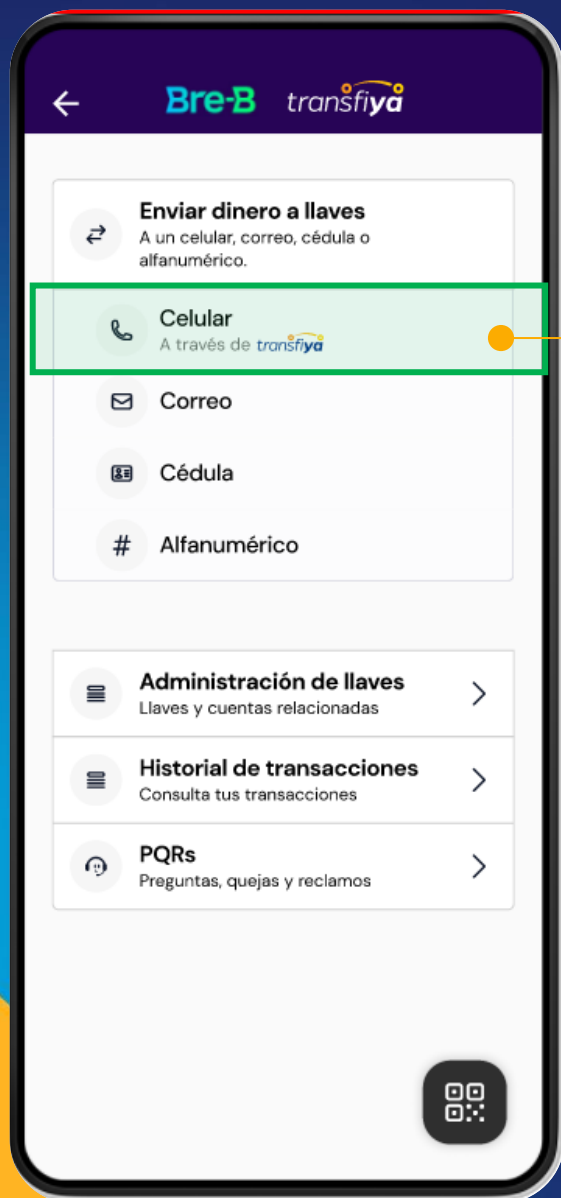 Bre-B transfiya
Enviar dinero a llaves
A un celular, correo, cédula o
alfanumérico.
Celular
A través de transfiya
Correo
Cédula
# Alfanumérico
Administración de llaves
Llaves y cuentas relacionadas
Historial de transacciones
Consulta tus transacciones
PQRs
Preguntas, quejas y reclamos